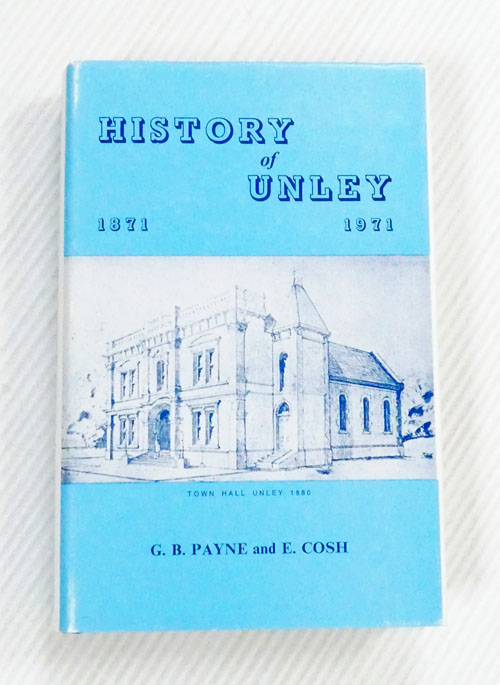 HISTORY
of
UNLEY
1871 1971
TOWN HALL UNLEY 1880
G. B. PAYNE and E. COSH